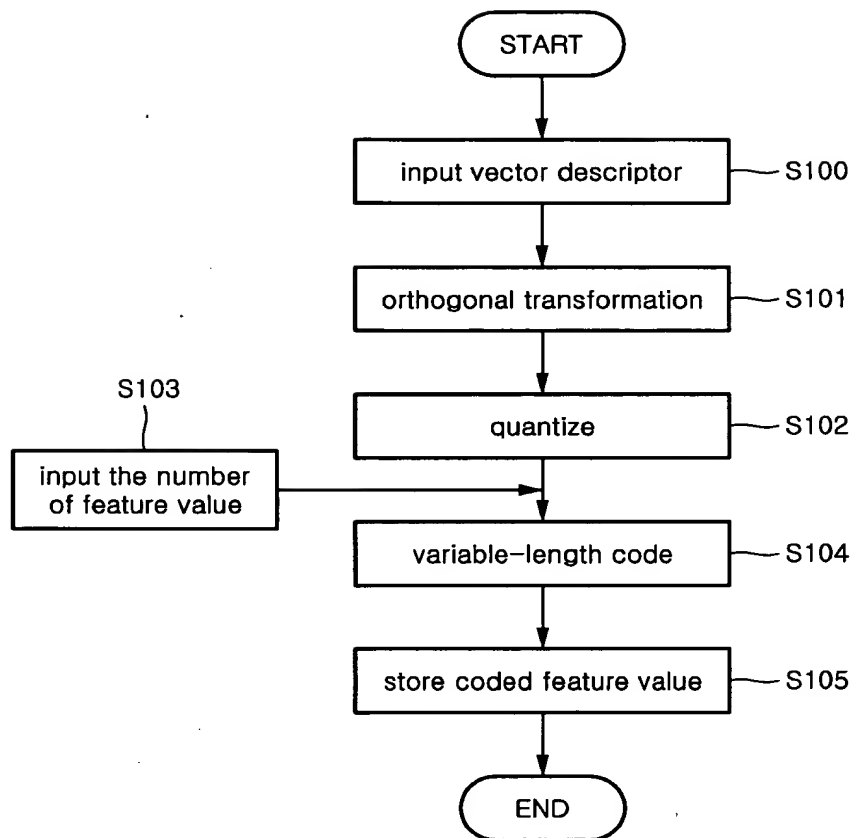 START
input vector descriptor
S100
orthogonal transformation
S101
S103
quantize
S102
input the number
of feature value
variable-length code
S104
store coded feature value
S105
END